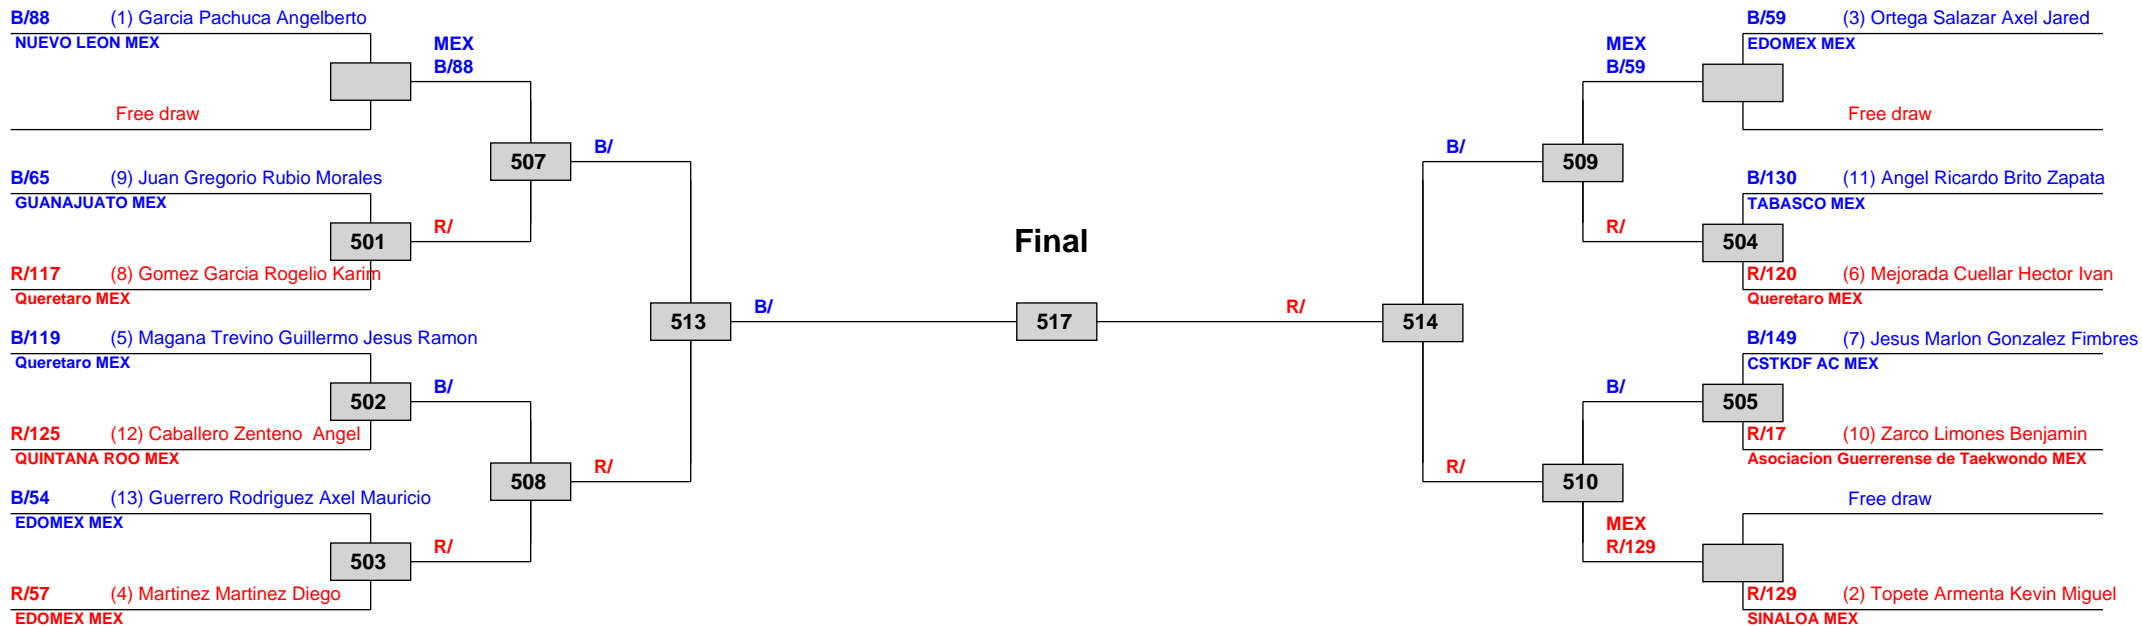 B/88 (1) Garcia Pachuca Angelberto
NUEVO LEON MEX
MEX
B/88
Free draw
507
B/
B/65 (9) Juan Gregorio Rubio Morales
GUANAJUATO MEX
501
R/
R/117 (8) Gomez Garcia Rogelio Karim
Queretaro MEX
513
B/
B/119 (5) Magana Trevino Guillermo Jesus Ramon
Queretaro MEX
502
B/
R/125 (12) Caballero Zenteno  Angel
QUINTANA ROO MEX
508
R/
B/54 (13) Guerrero Rodriguez Axel Mauricio
EDOMEX MEX
503
R/
R/57 (4) Martinez Martinez Diego
EDOMEX MEX
Final
517
B/59 (3) Ortega Salazar Axel Jared
EDOMEX MEX
MEX
B/59
Free draw
B/
509
B/130 (11) Angel Ricardo Brito Zapata
TABASCO MEX
R/
504
R/120 (6) Mejorada Cuellar Hector Ivan
Queretaro MEX
R/
514
B/149 (7) Jesus Marlon Gonzalez Fimbres
CSTKDF AC MEX
B/
505
R/17 (10) Zarco Limones Benjamin
Asociacion Guerrerense de Taekwondo MEX
R/
510
Free draw
MEX
R/129
R/129 (2) Topete Armenta Kevin Miguel
SINALOA MEX